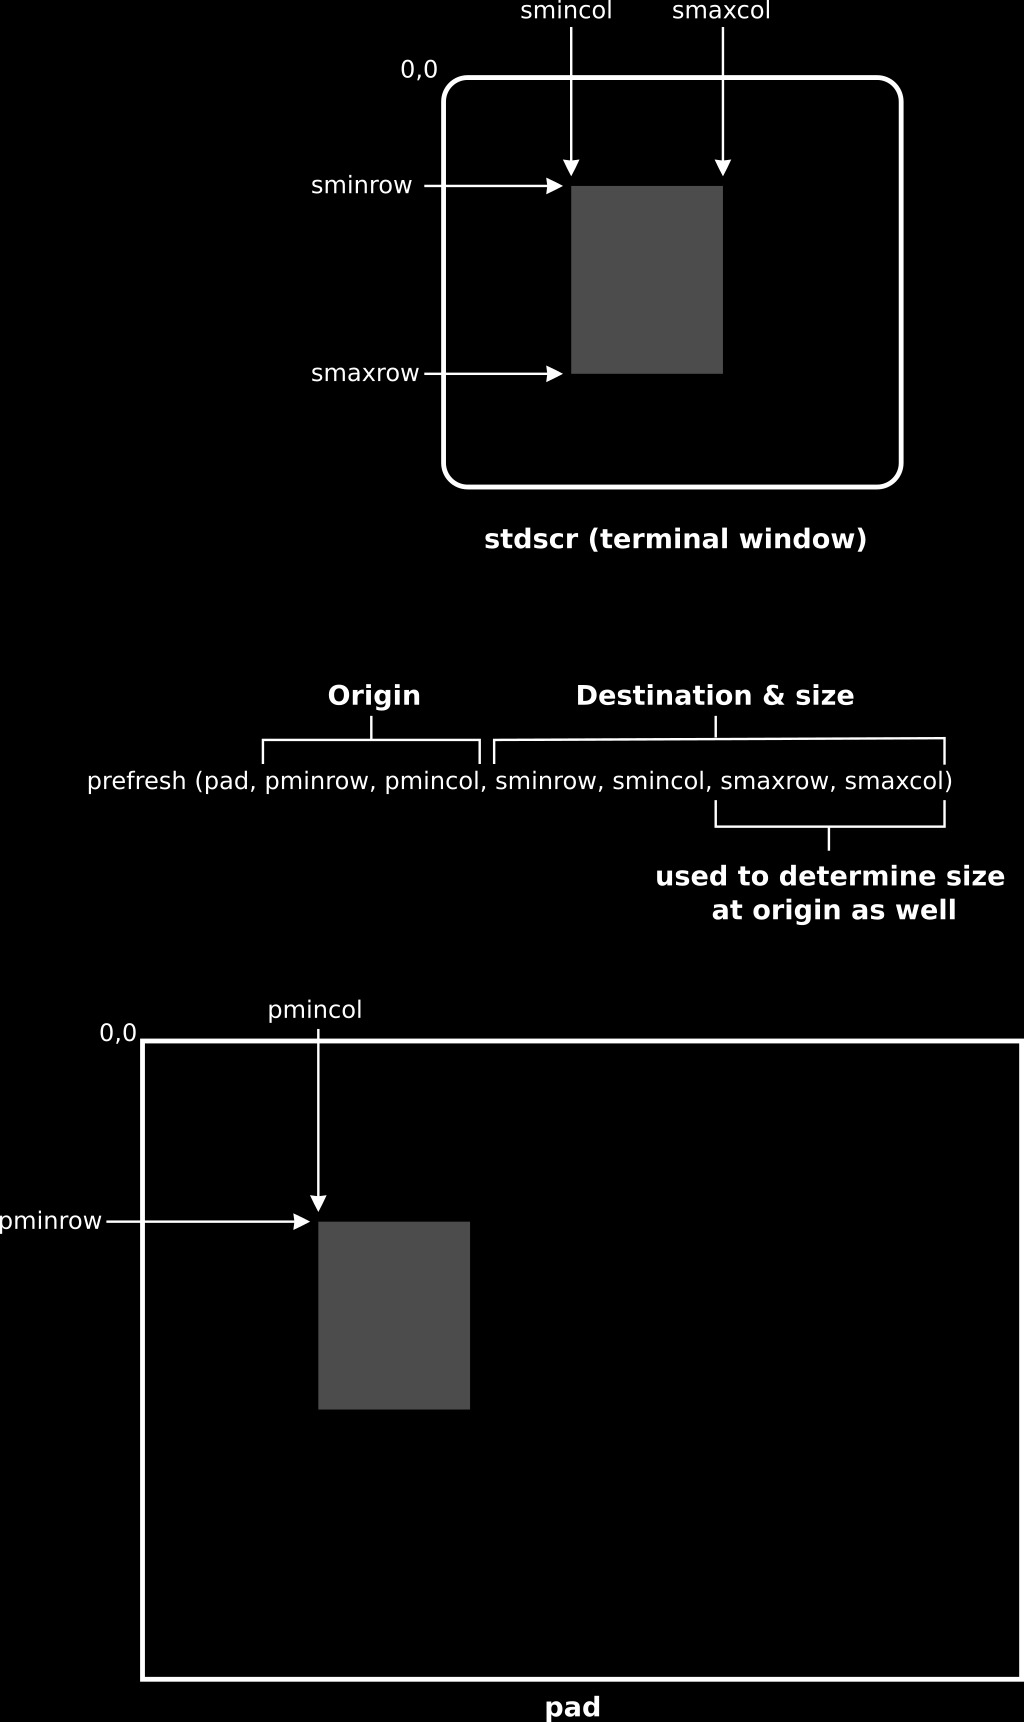 smincol smaxcol
0,0
sminrow
smaxrow
stdscr (terminal window)
Origin Destination & size
prefresh (pad, pminrow, pmincol, sminrow, smincol, smaxrow, smaxcol)
used to determine size
at origin as well
pmincol
0,0
pminrow
pad